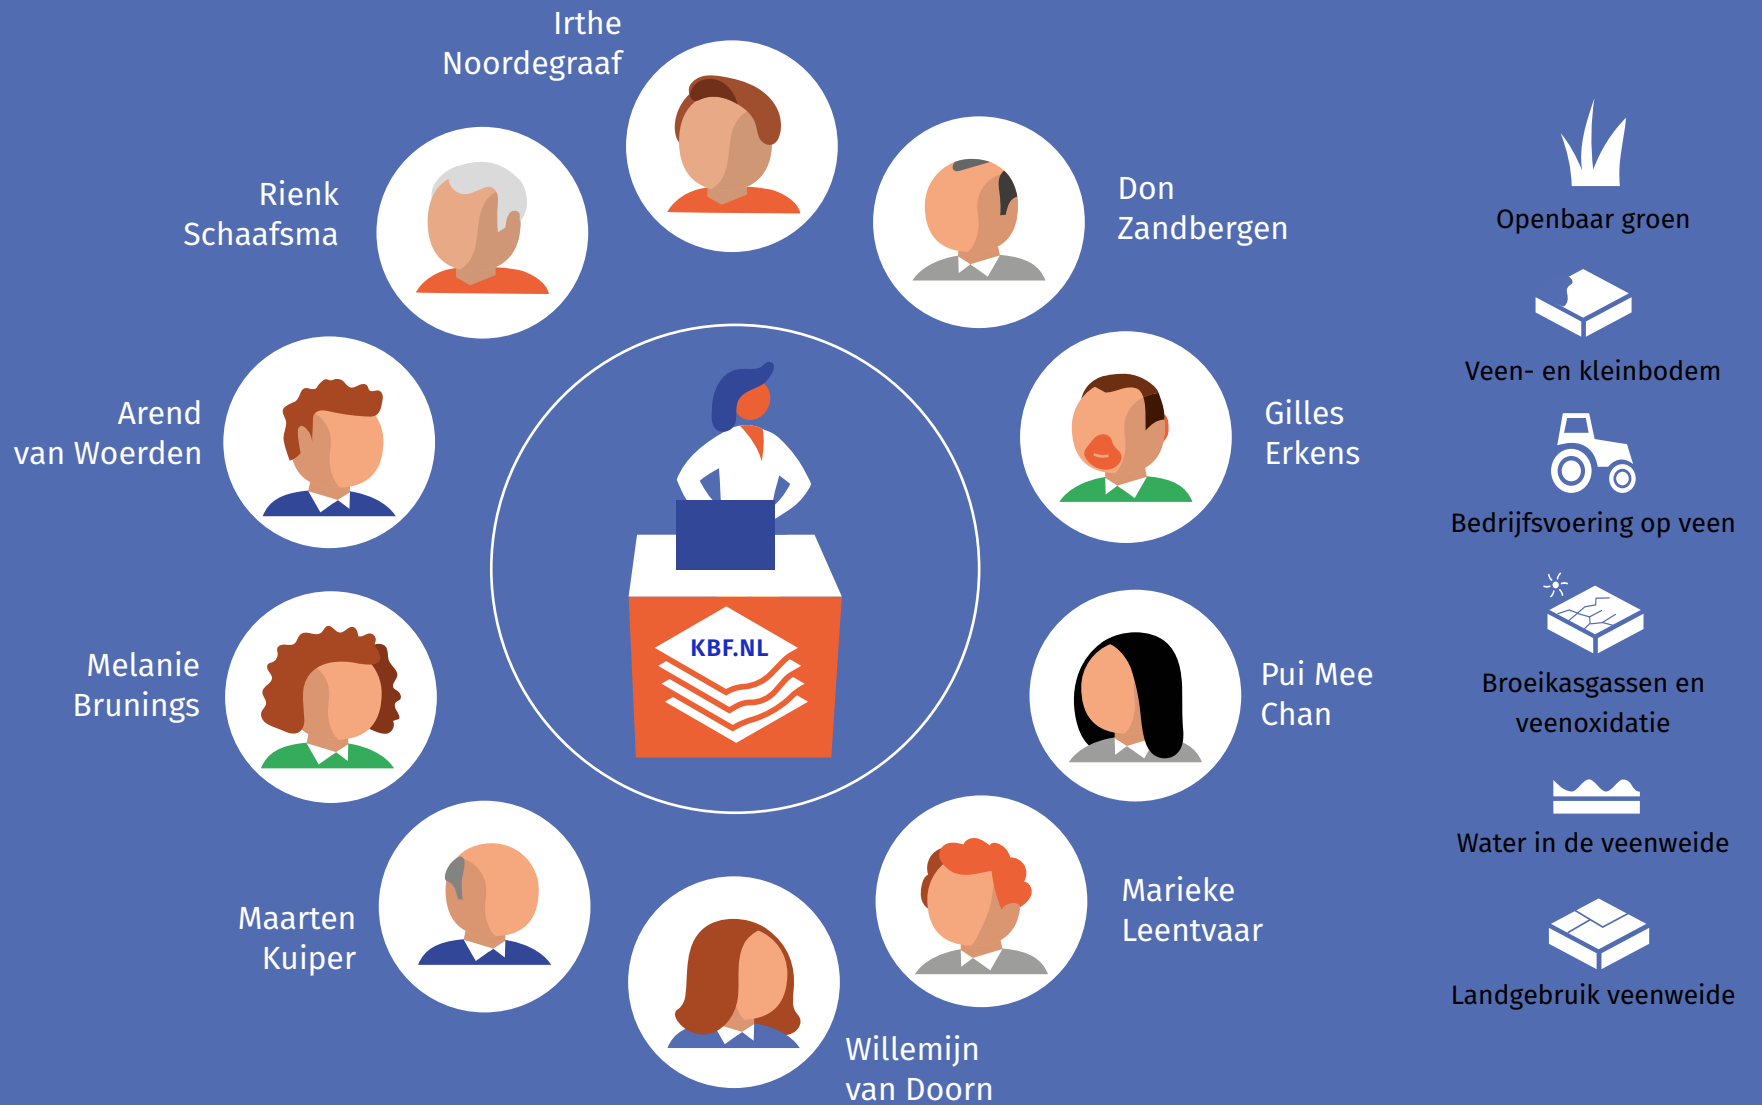 Irthe
Noordegraaf
Rienk
Schaafsma
Don
Zandbergen
Arend
van Woerden
Gilles
Erkens
KBF.NL
Melanie
Brunings
Pui Mee
Chan
Maarten
Kuiper
Marieke
Leentvaar
Willemijn
van Doorn
Openbaar groen
Veen- en kleinbodem
Bedrijfsvoering op veen
Broeikasgassen en
veenoxidatie
Water in de veenweide
Landgebruik veenweide